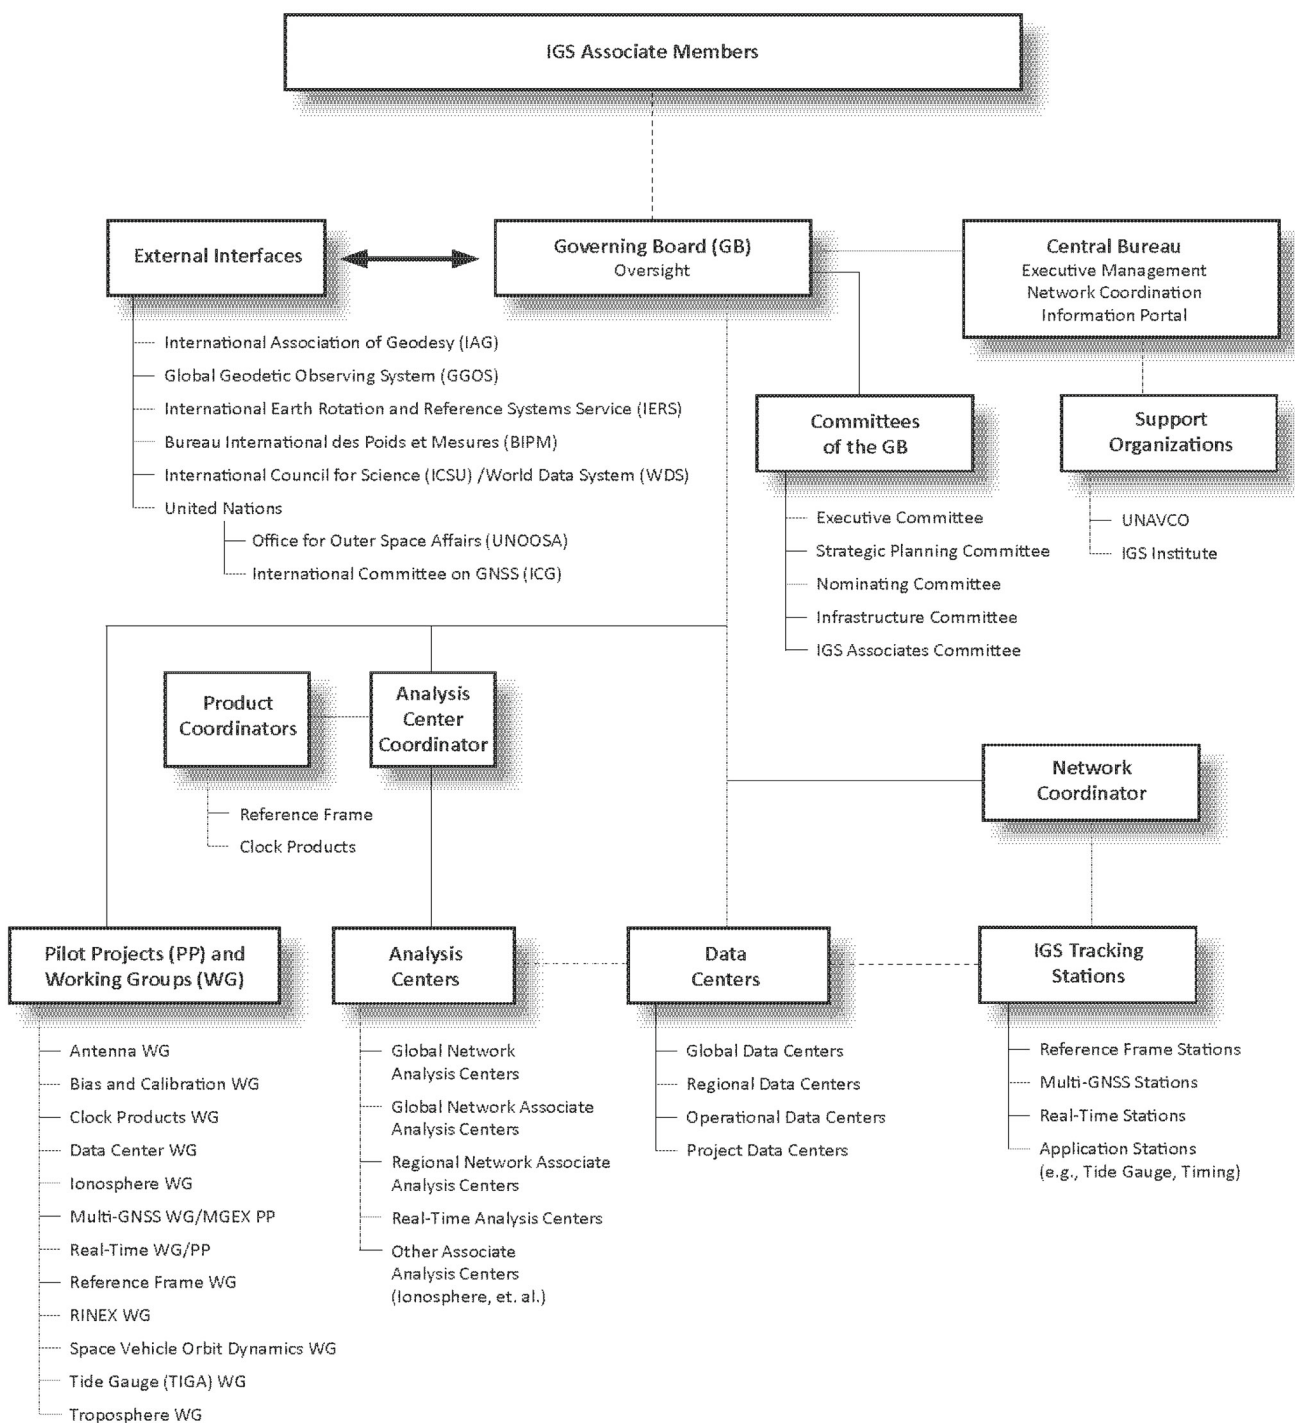 IGS Associate Members
External Interfaces
Governing Board (GB)
Oversight
Central Bureau
Executive Management
Network Coordination
Information Portal
International Association of Geodesy (IAG)
Global Geodetic Observing System (GGOS)
International Earth Rotation and Reference Systems Service (IERS)
Bureau International des Poids et Mesures (BIPM)
International Council for Science (ICSU) /World Data System (WDS)
United Nations
Office for Outer Space Affairs (UNOOSA)
International Committee on GNSS (ICG)
Committees
of the GB
Executive Committee
Strategic Planning Committee
Nominating Committee
Infrastructure Committee
IGS Associates Committee
Support
Organizations
UNAVCO
IGS Institute
Product
Coordinators
Reference Frame
Clock Products
Analysis
Center
Coordinator
Network
Coordinator
Pilot Projects (PP) and
Working Groups (WG)
Antenna WG
Bias and Calibration WG
Clock Products WG
Data Center WG
Ionosphere WG
Multi-GNSS WG/MGEX PP
Real-Time WG/PP
Reference Frame WG
RINEX WG
Space Vehicle Orbit Dynamics WG
Tide Gauge (TIGA) WG
Troposphere WG
Analysis
Centers
Global Network
Analysis Centers
Global Network Associate
Analysis Centers
Regional Network Associate
Analysis Centers
Real-Time Analysis Centers
Other Associate
Analysis Centers
(Ionosphere, et. al.)
Data
Centers
Global Data Centers
Regional Data Centers
Operational Data Centers
Project Data Centers
IGS Tracking
Stations
Reference Frame Stations
Multi-GNSS Stations
Real-Time Stations
Application Stations
(e.g., Tide Gauge, Timing)